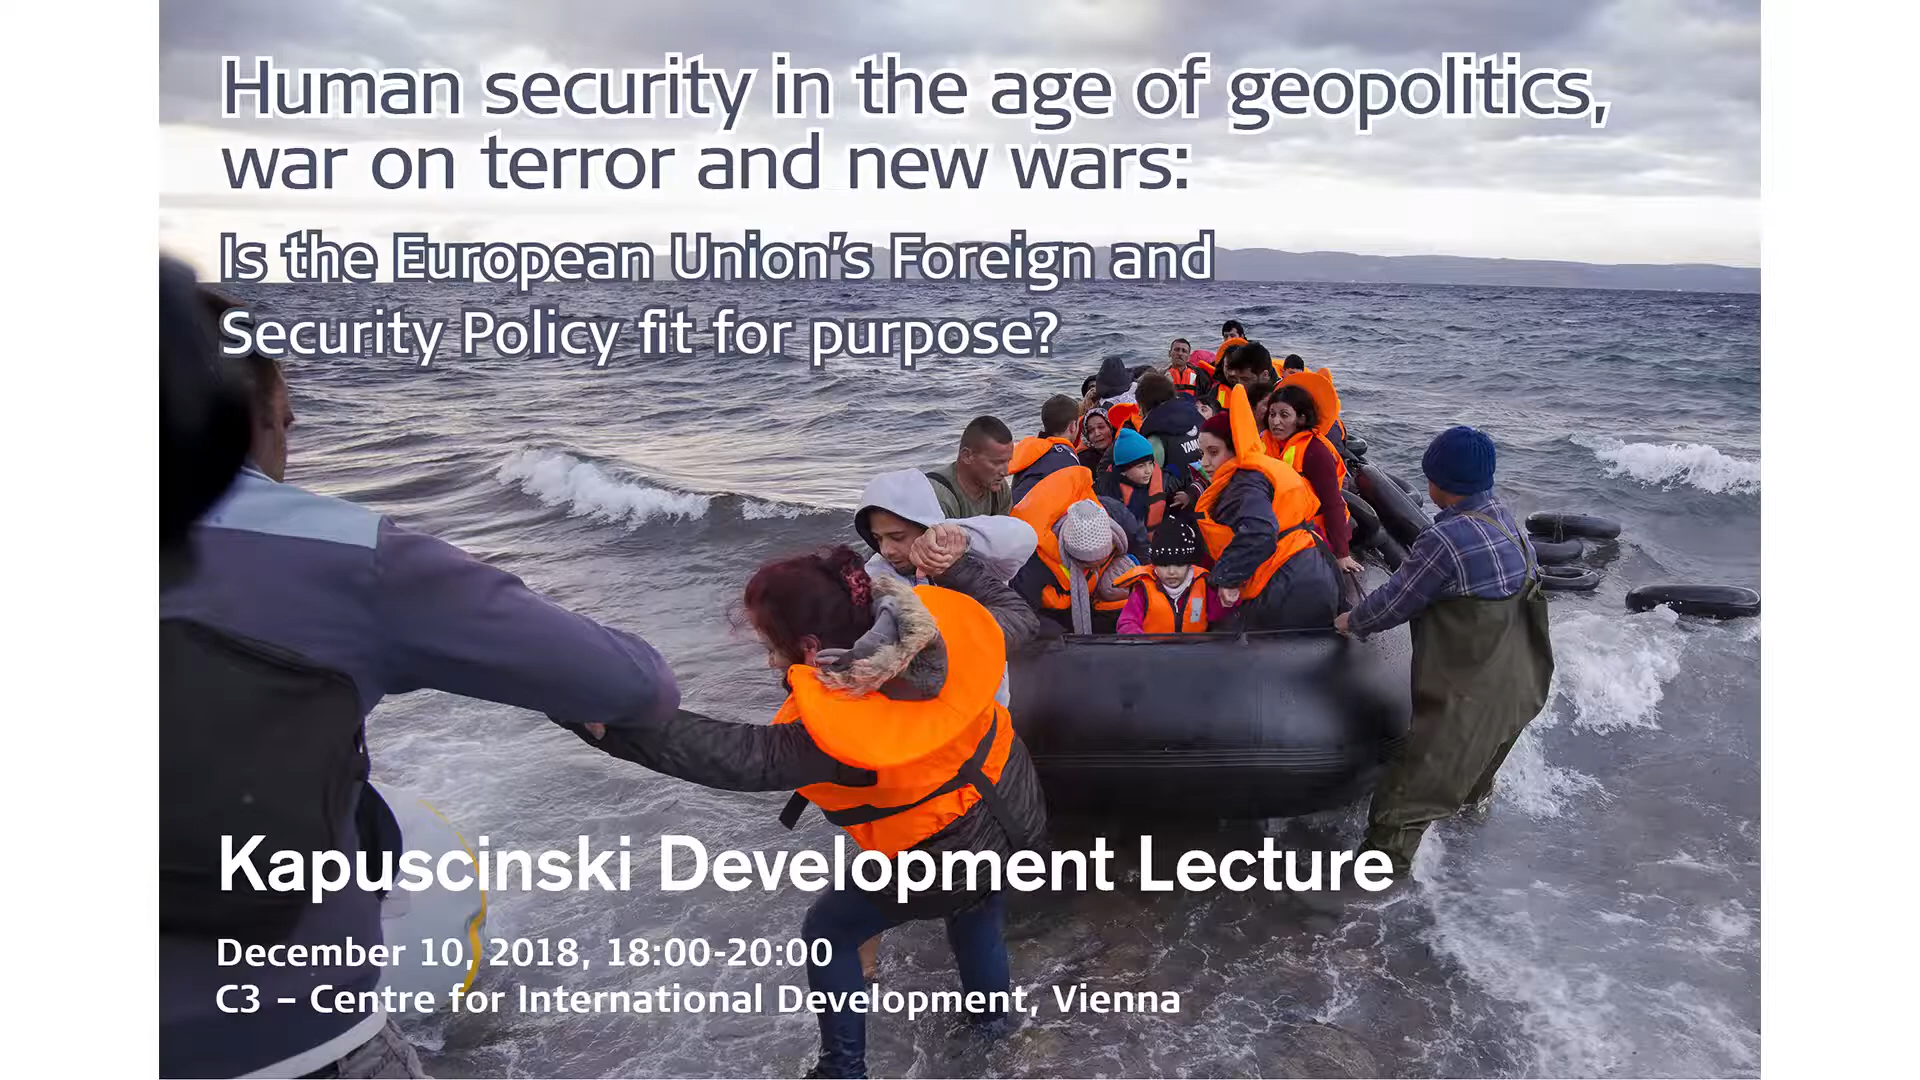 Human security in the age of geopolitics,
war on terror and new wars:
Is the European Union's Foreign and
Security Policy fit for purpose?
YAMA
Kapuscinski Development Lecture
December 10, 2018, 18:00-20:00
C3 – Centre for International Development, Vienna